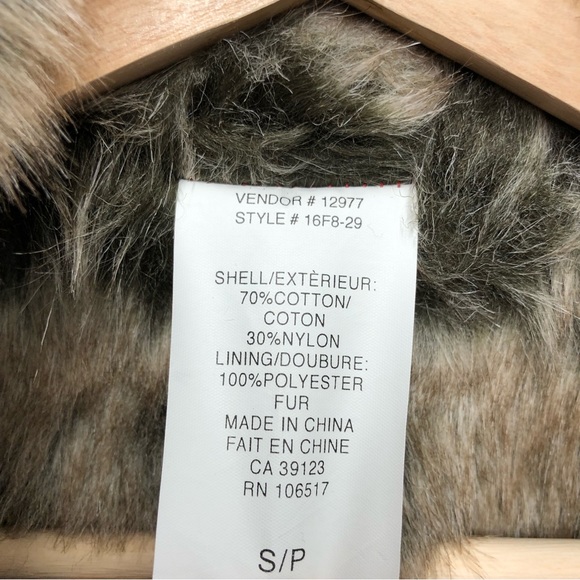 VENDOR # 12977
STYLE # 16F8-29
SHELL/EXTÈRIEUR:
70%COTTON/
COTON
30%NYLON
LINING/DOUBURE:
100%POLYESTER
FUR
MADE IN CHINA
FAIT EN CHINE
CA 39123
RN 106517
S/P